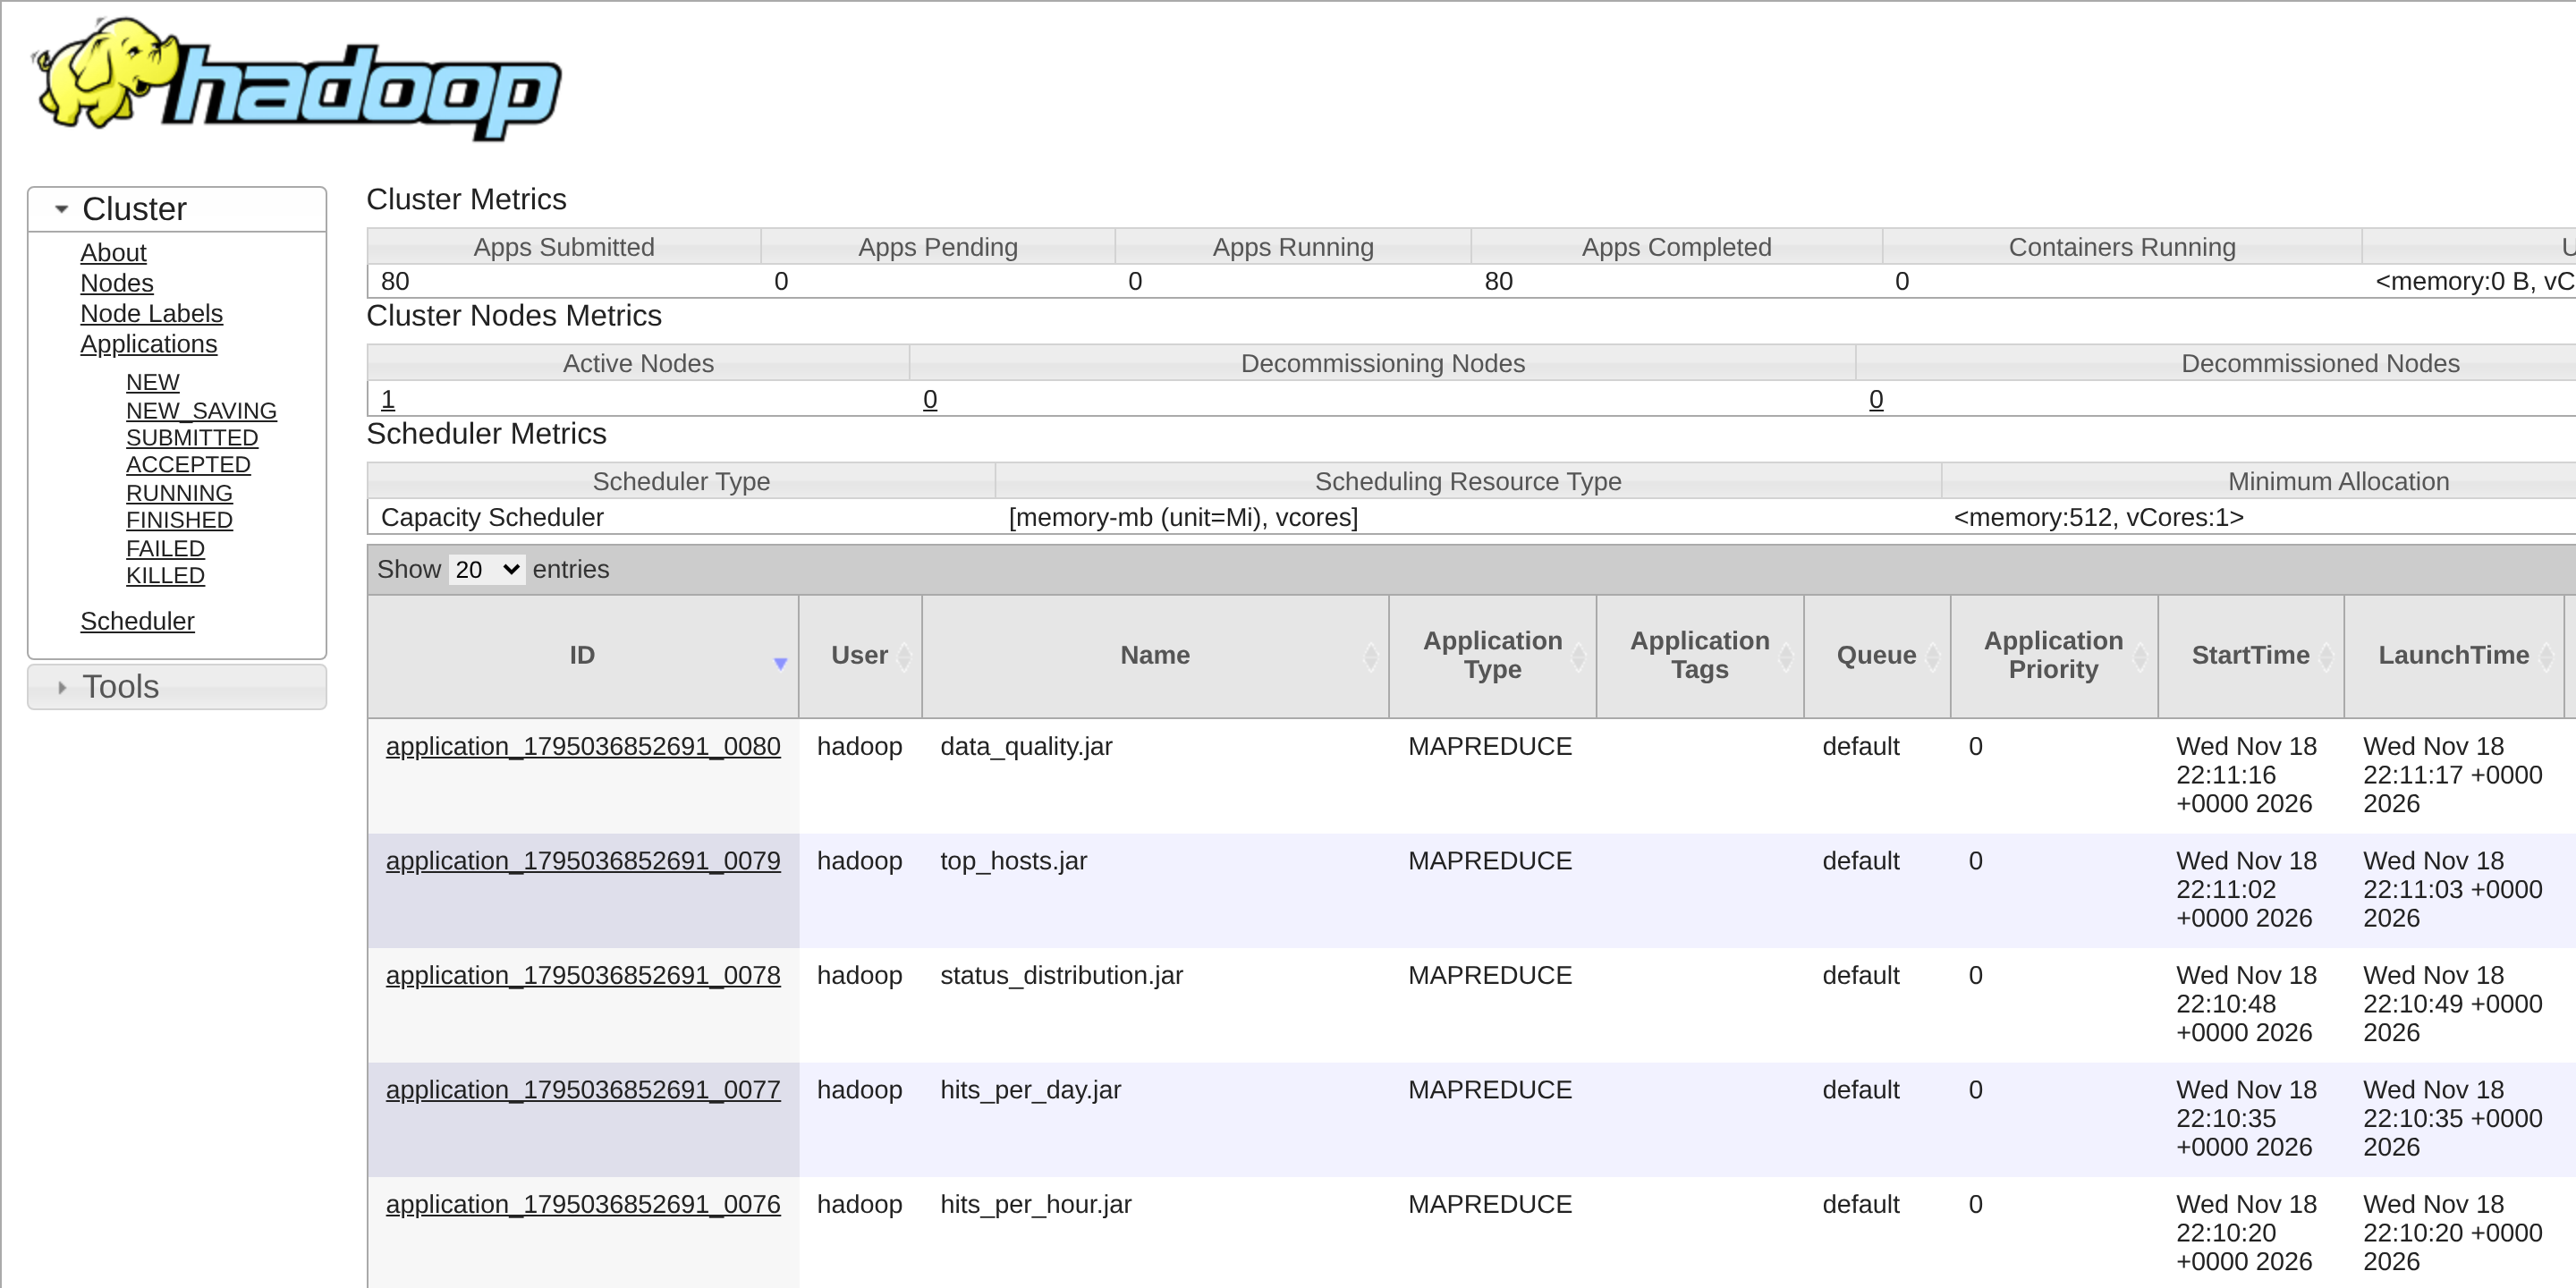 hadoop
Cluster
About
Nodes
Node Labels
Applications
NEW
NEW_SAVING
SUBMITTED
ACCEPTED
RUNNING
FINISHED
FAILED
KILLED
Scheduler
Tools
Cluster Metrics
Apps Submitted Apps Pending Apps Running Apps Completed Containers Running U
80 0 0 80 0 <memory:0 B, vC
Cluster Nodes Metrics
Active Nodes Decommissioning Nodes Decommissioned Nodes
1 0 0
Scheduler Metrics
Scheduler Type Scheduling Resource Type Minimum Allocation
Capacity Scheduler [memory-mb (unit=Mi), vcores] <memory:512, vCores:1>
Show 20 entries
ID User Name Application Type Application Tags Queue Application Priority StartTime LaunchTime
application_1795036852691_0080 hadoop data_quality.jar MAPREDUCE default 0 Wed Nov 18 22:11:16 +0000 2026 Wed Nov 18 22:11:17 +0000 2026
application_1795036852691_0079 hadoop top_hosts.jar MAPREDUCE default 0 Wed Nov 18 22:11:02 +0000 2026 Wed Nov 18 22:11:03 +0000 2026
application_1795036852691_0078 hadoop status_distribution.jar MAPREDUCE default 0 Wed Nov 18 22:10:48 +0000 2026 Wed Nov 18 22:10:49 +0000 2026
application_1795036852691_0077 hadoop hits_per_day.jar MAPREDUCE default 0 Wed Nov 18 22:10:35 +0000 2026 Wed Nov 18 22:10:35 +0000 2026
application_1795036852691_0076 hadoop hits_per_hour.jar MAPREDUCE default 0 Wed Nov 18 22:10:20 +0000 2026 Wed Nov 18 22:10:20 +0000 2026